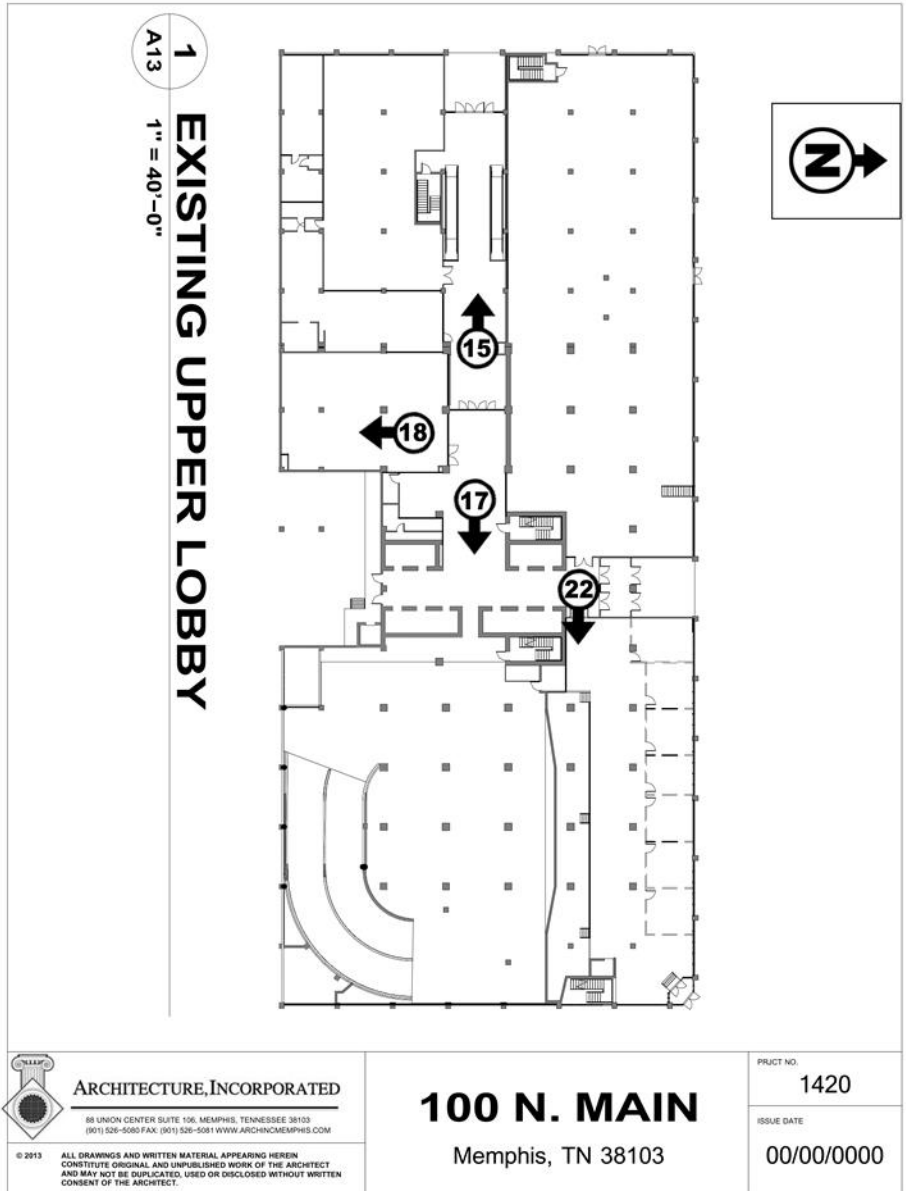 1
A13
EXISTING UPPER LOBBY
1" = 40'-0"
N
15
18
17
22
ARCHITECTURE, INCORPORATED
88 UNION CENTER SUITE 106, MEMPHIS, TENNESSEE 38103
(901) 526-5080 FAX: (901) 526-5081 WWW.ARCHINCMEMPHIS.COM
© 2013
ALL DRAWINGS AND WRITTEN MATERIAL APPEARING HEREIN
CONSTITUTE ORIGINAL AND UNPUBLISHED WORK OF THE ARCHITECT
AND MAY NOT BE DUPLICATED, USED OR DISCLOSED WITHOUT WRITTEN
CONSENT OF THE ARCHITECT.
100 N. MAIN
Memphis, TN 38103
PRJCT NO.
1420
ISSUE DATE
00/00/0000